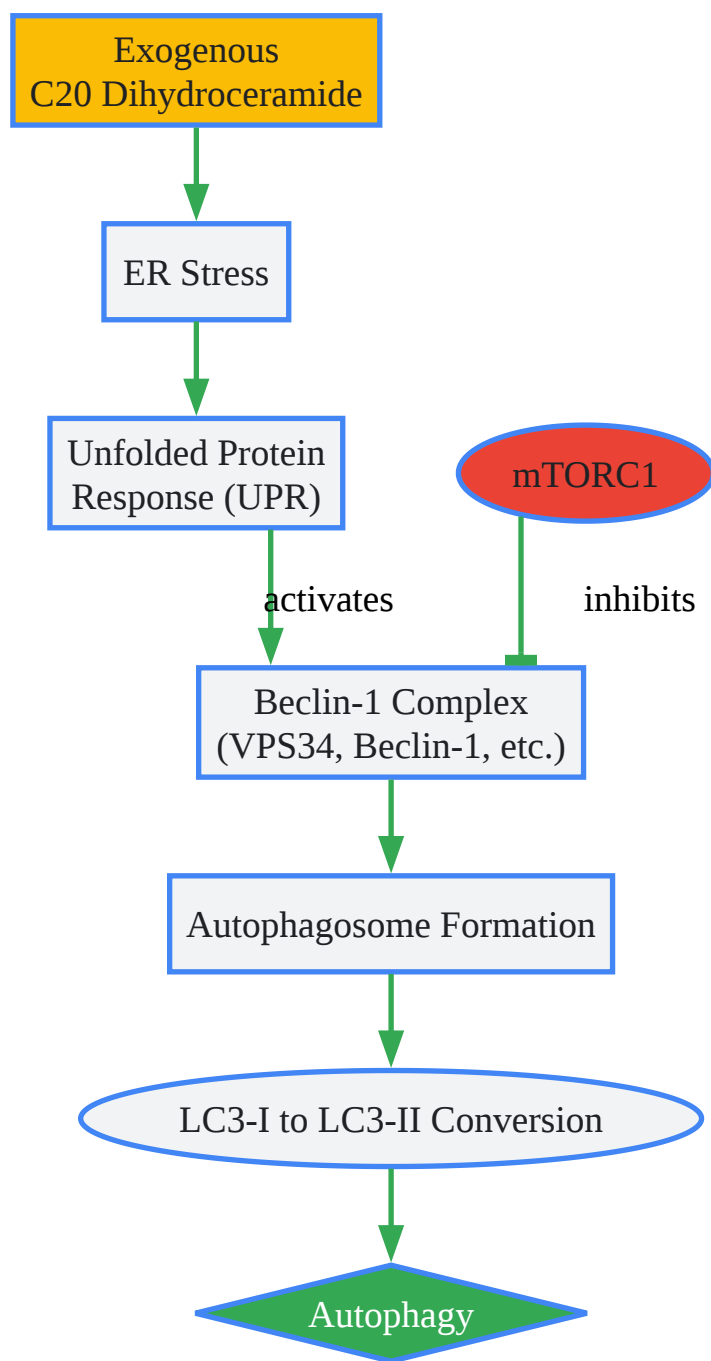 Exogenous
C20 Dihydroceramide
ER Stress
Unfolded Protein
Response (UPR)
mTORC1
activates
inhibits
Beclin-1 Complex
(VPS34, Beclin-1, etc.)
Autophagosome Formation
LC3-I to LC3-II Conversion
Autophagy